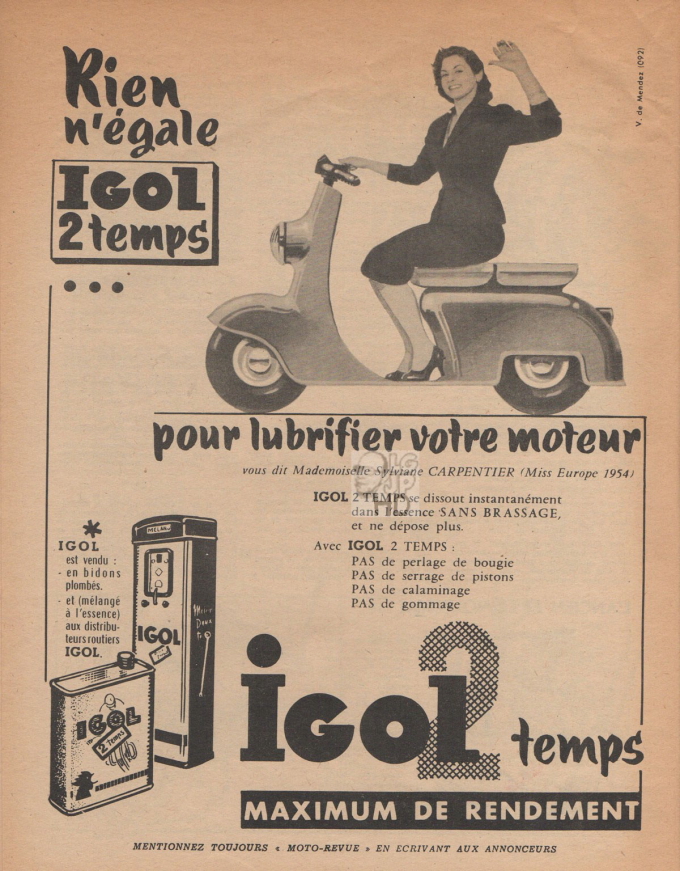 V. de Mendez (092)
Rien
n'égale
IGOL
2 temps
...
pour lubrifier votre moteur
vous dit Mademoiselle Sylviane CARPENTIER (Miss Europe 1954)
IGOL 2 TEMPS se dissout instantanément
dans l'essence SANS BRASSAGE,
et ne dépose plus.
Avec IGOL 2 TEMPS :
PAS de perlage de bougie
PAS de serrage de pistons
PAS de calaminage
PAS de gommage
*
IGOL
est vendu :
- en bidons
plombés.
- et (mélangé
à l'essence)
aux distribu-
teurs routiers
IGOL.
MÉLANGE
IGOL
IGOL
2 temps
iGOL 2 temps
MAXIMUM DE RENDEMENT
MENTIONNEZ TOUJOURS « MOTO-REVUE » EN ECRIVANT AUX ANNONCEURS